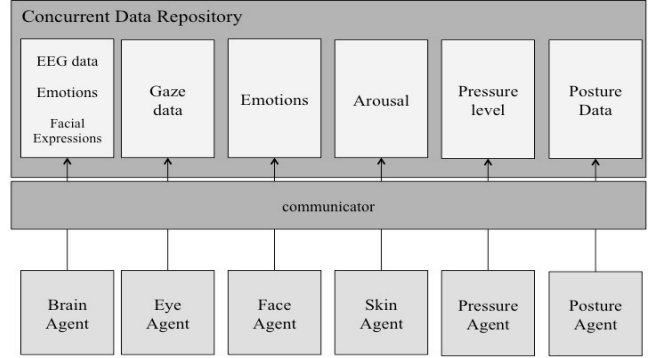 Concurrent Data Repository
EEG data
Emotions
Facial
Expressions
Gaze
data
Emotions
Arousal
Pressure
level
Posture
Data
communicator
Brain
Agent
Eye
Agent
Face
Agent
Skin
Agent
Pressure
Agent
Posture
Agent